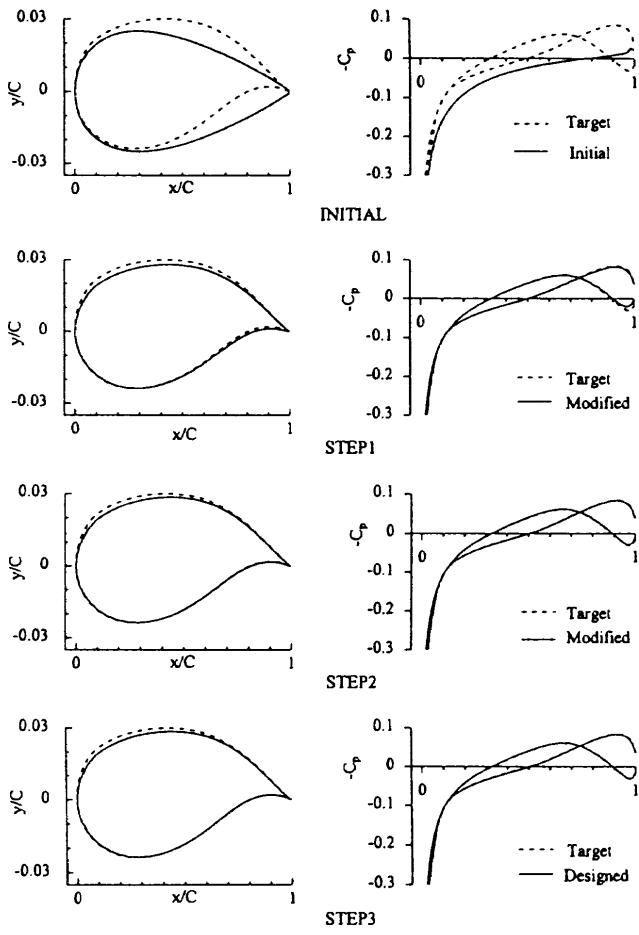 0.03
0
-0.03
y/C
0
x/C
1
0.1
0
-0.1
-0.2
-0.3
-Cp
0
1
Target
Initial
INITIAL
0.03
0
-0.03
y/C
0
x/C
1
0.1
0
-0.1
-0.2
-0.3
-Cp
0
1
Target
Modified
STEP1
0.03
0
-0.03
y/C
0
x/C
1
0.1
0
-0.1
-0.2
-0.3
-Cp
0
1
Target
Modified
STEP2
0.03
0
-0.03
y/C
0
x/C
1
0.1
0
-0.1
-0.2
-0.3
-Cp
0
1
Target
Designed
STEP3